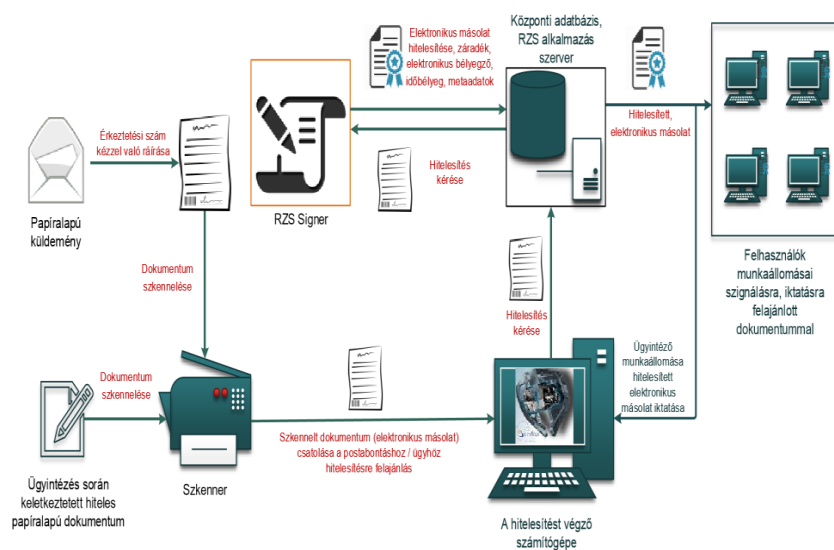 Elektronikus másolat
hitelesítése, záradék,
elektronikus bélyegző,
időbélyeg, metaadatok
Központi adatbázis,
RZS alkalmazás
szerver
Érkeztetési szám
kézzel való ráírása
Hitelesített,
elektronikus másolat
Hitelesítés
kérése
RZS Signer
Papíralapú
küldemény
Felhasználók
munkaállomásai
szignálásra, iktatásra
felajánlott
dokumentummal
Dokumentum
szkennelése
Hitelesítés
kérése
Ügyintéző
munkaállomása
hitelesített
elektronikus
másolat iktatása
Dokumentum
szkennelése
Szkennelt dokumentum (elektronikus másolat)
csatolása a postabontáshoz / ügyhöz
hitelesítésre felajánlás
Szkenner
Ügyintézés során
keletkeztetett hiteles
papíralapú dokumentum
A hitelesítést végző
számítógépe